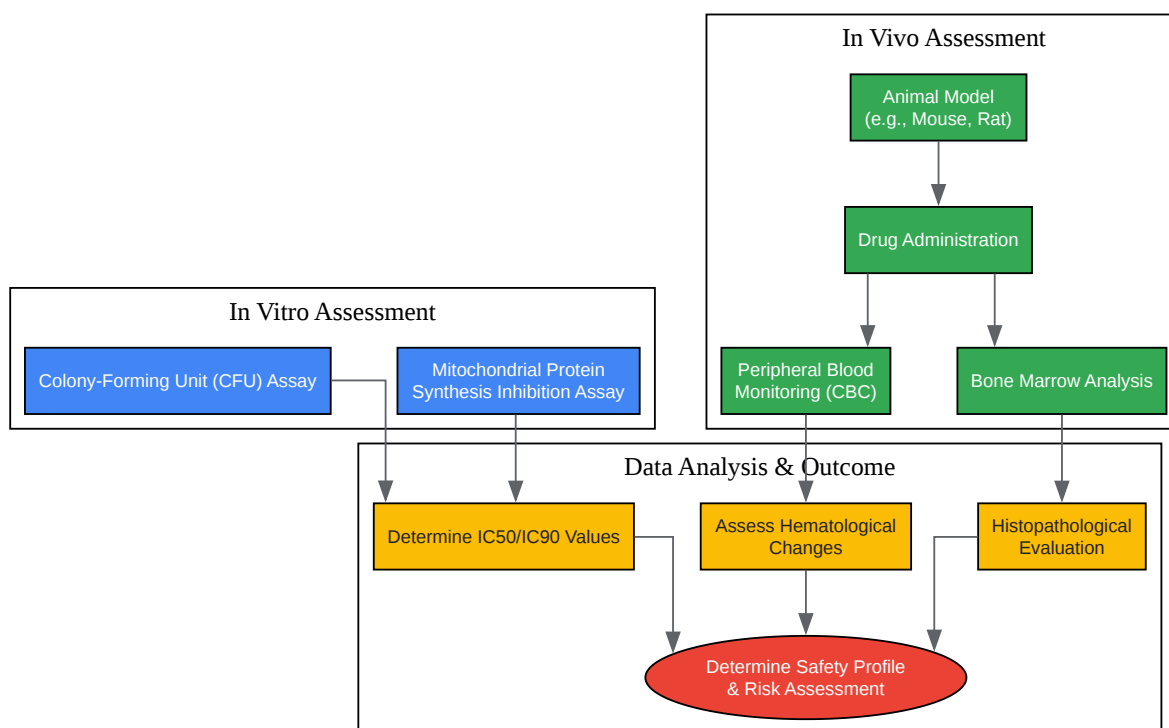 In Vivo Assessment
Animal Model
(e.g., Mouse, Rat)
Drug Administration
In Vitro Assessment
Colony-Forming Unit (CFU) Assay
Mitochondrial Protein
Synthesis Inhibition Assay
Peripheral Blood
Monitoring (CBC)
Bone Marrow Analysis
Data Analysis & Outcome
Determine IC50/IC90 Values
Assess Hematological
Changes
Histopathological
Evaluation
Determine Safety Profile
& Risk Assessment